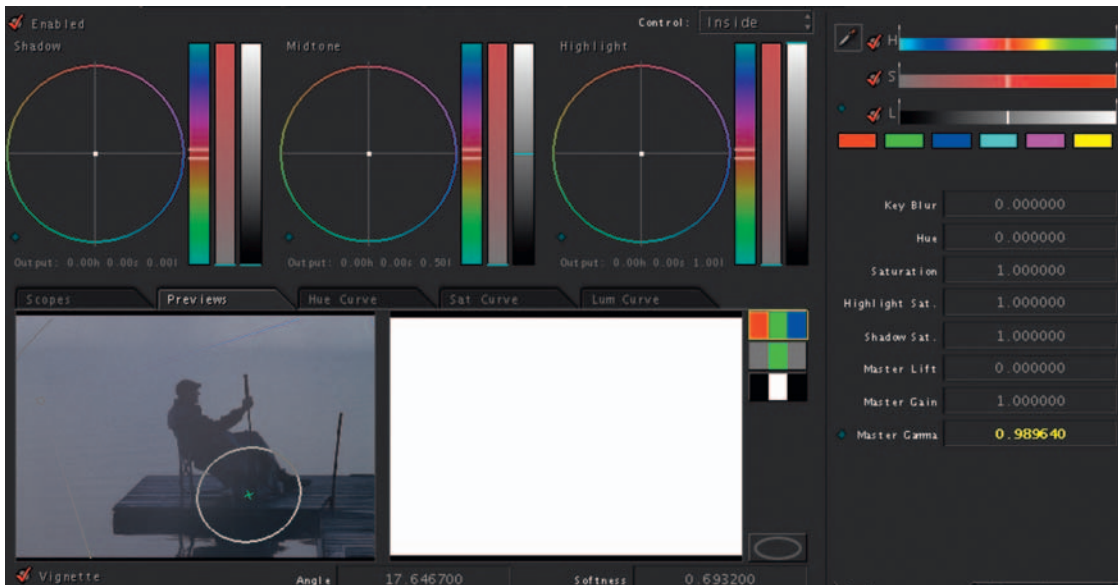 Enabled
Control: Inside
Shadow
Midtone
Highlight
H
S
L
Output: 0.00h 0.00s 0.00l
Output: 0.00h 0.00s 0.50l
Output: 0.00h 0.00s 1.00l
Scopes
Previews
Hue Curve
Sat Curve
Lum Curve
Key Blur 0.000000
Hue 0.000000
Saturation 1.000000
Highlight Sat. 1.000000
Shadow Sat. 1.000000
Master Lift 0.000000
Master Gain 1.000000
Master Gamma 0.989640
Vignette
Angle 17.646700
Softness 0.693200